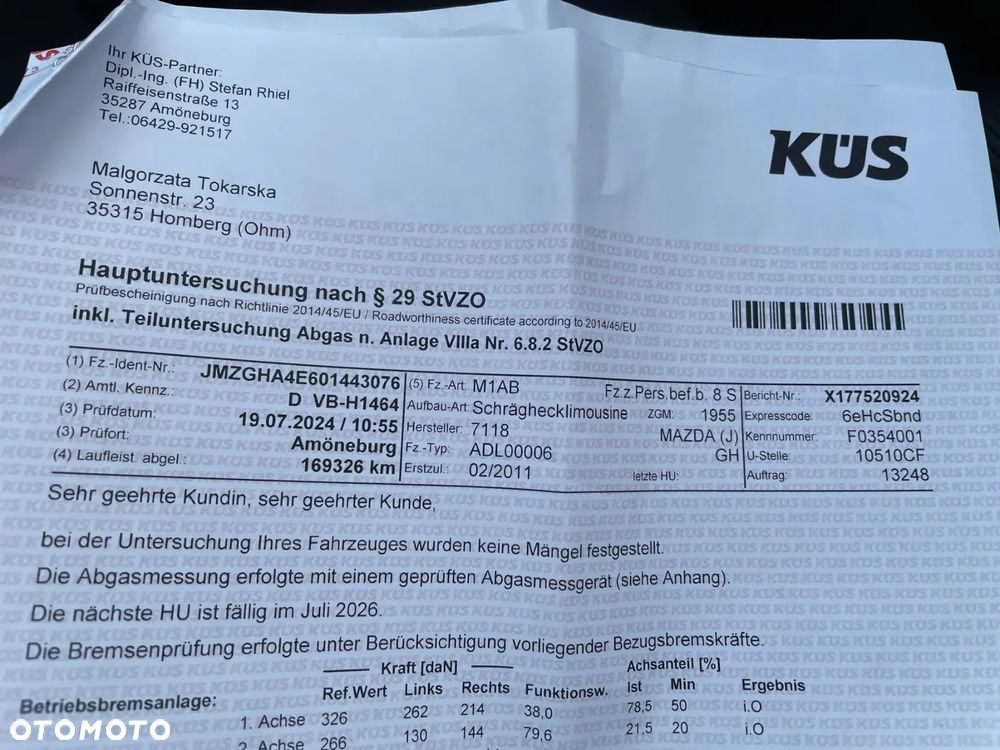 Ihr KÜS-Partner:
Dipl.-Ing. (FH) Stefan Rhiel
Raiffeisenstraße 13
35287 Amöneburg
Tel.:06429-921517
KÜS
Malgorzata Tokarska
Sonnenstr. 23
35315 Homberg (Ohm)
Hauptuntersuchung nach § 29 StVZO
Prüfbescheinigung nach Richtlinie 2014/45/EU / Roadworthiness certificate according to 2014/45/EU
inkl. Teiluntersuchung Abgas n. Anlage VIIIa Nr. 6.8.2 StVZO
(1) Fz.-Ident-Nr.: JMZGHA4E601443076 (5) Fz.-Art: M1AB Fz.z.Pers.bef.b. 8 S Bericht-Nr.: X177520924
(2) Amtl. Kennz.: D VB-H1464 Aufbau-Art: Schräghecklimousine ZGM: 1955 Expresscode: 6eHcSbnd
(3) Prüfdatum: 19.07.2024 / 10:55 Hersteller: 7118 MAZDA (J) Kennnummer: F0354001
(3) Prüfort: Amöneburg Fz.-Typ: ADL00006 GH U-Stelle: 10510CF
(4) Laufleist. abgel.: 169326 km Erstzul.: 02/2011 letzte HU: Auftrag: 13248
Sehr geehrte Kundin, sehr geehrter Kunde,
bei der Untersuchung Ihres Fahrzeuges wurden keine Mängel festgestellt.
Die Abgasmessung erfolgte mit einem geprüften Abgasmessgerät (siehe Anhang).
Die nächste HU ist fällig im Juli 2026.
Die Bremsenprüfung erfolgte unter Berücksichtigung vorliegender Bezugsbremskräfte.
Kraft [daN] Achsanteil [%]
Ref.Wert Links Rechts Funktionsw. Ist Min Ergebnis
Betriebsbremsanlage:
1. Achse 326 262 214 38,0 78,5 50 i.O
2. Achse 266 130 144 79,6 21,5 20 i.O
OTOMOTO